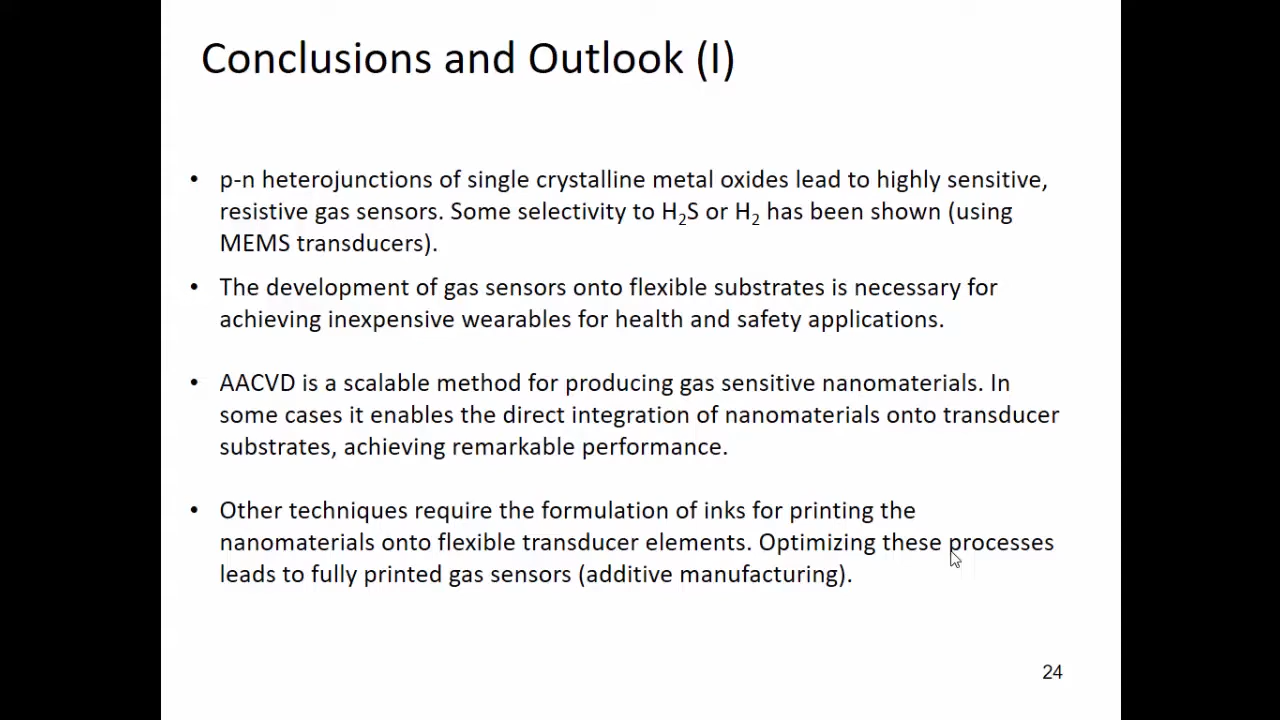 Conclusions and Outlook (I)
• p-n heterojunctions of single crystalline metal oxides lead to highly sensitive,
resistive gas sensors. Some selectivity to H₂S or H₂ has been shown (using
MEMS transducers).
• The development of gas sensors onto flexible substrates is necessary for
achieving inexpensive wearables for health and safety applications.
• AACVD is a scalable method for producing gas sensitive nanomaterials. In
some cases it enables the direct integration of nanomaterials onto transducer
substrates, achieving remarkable performance.
• Other techniques require the formulation of inks for printing the
nanomaterials onto flexible transducer elements. Optimizing these processes
leads to fully printed gas sensors (additive manufacturing).
24